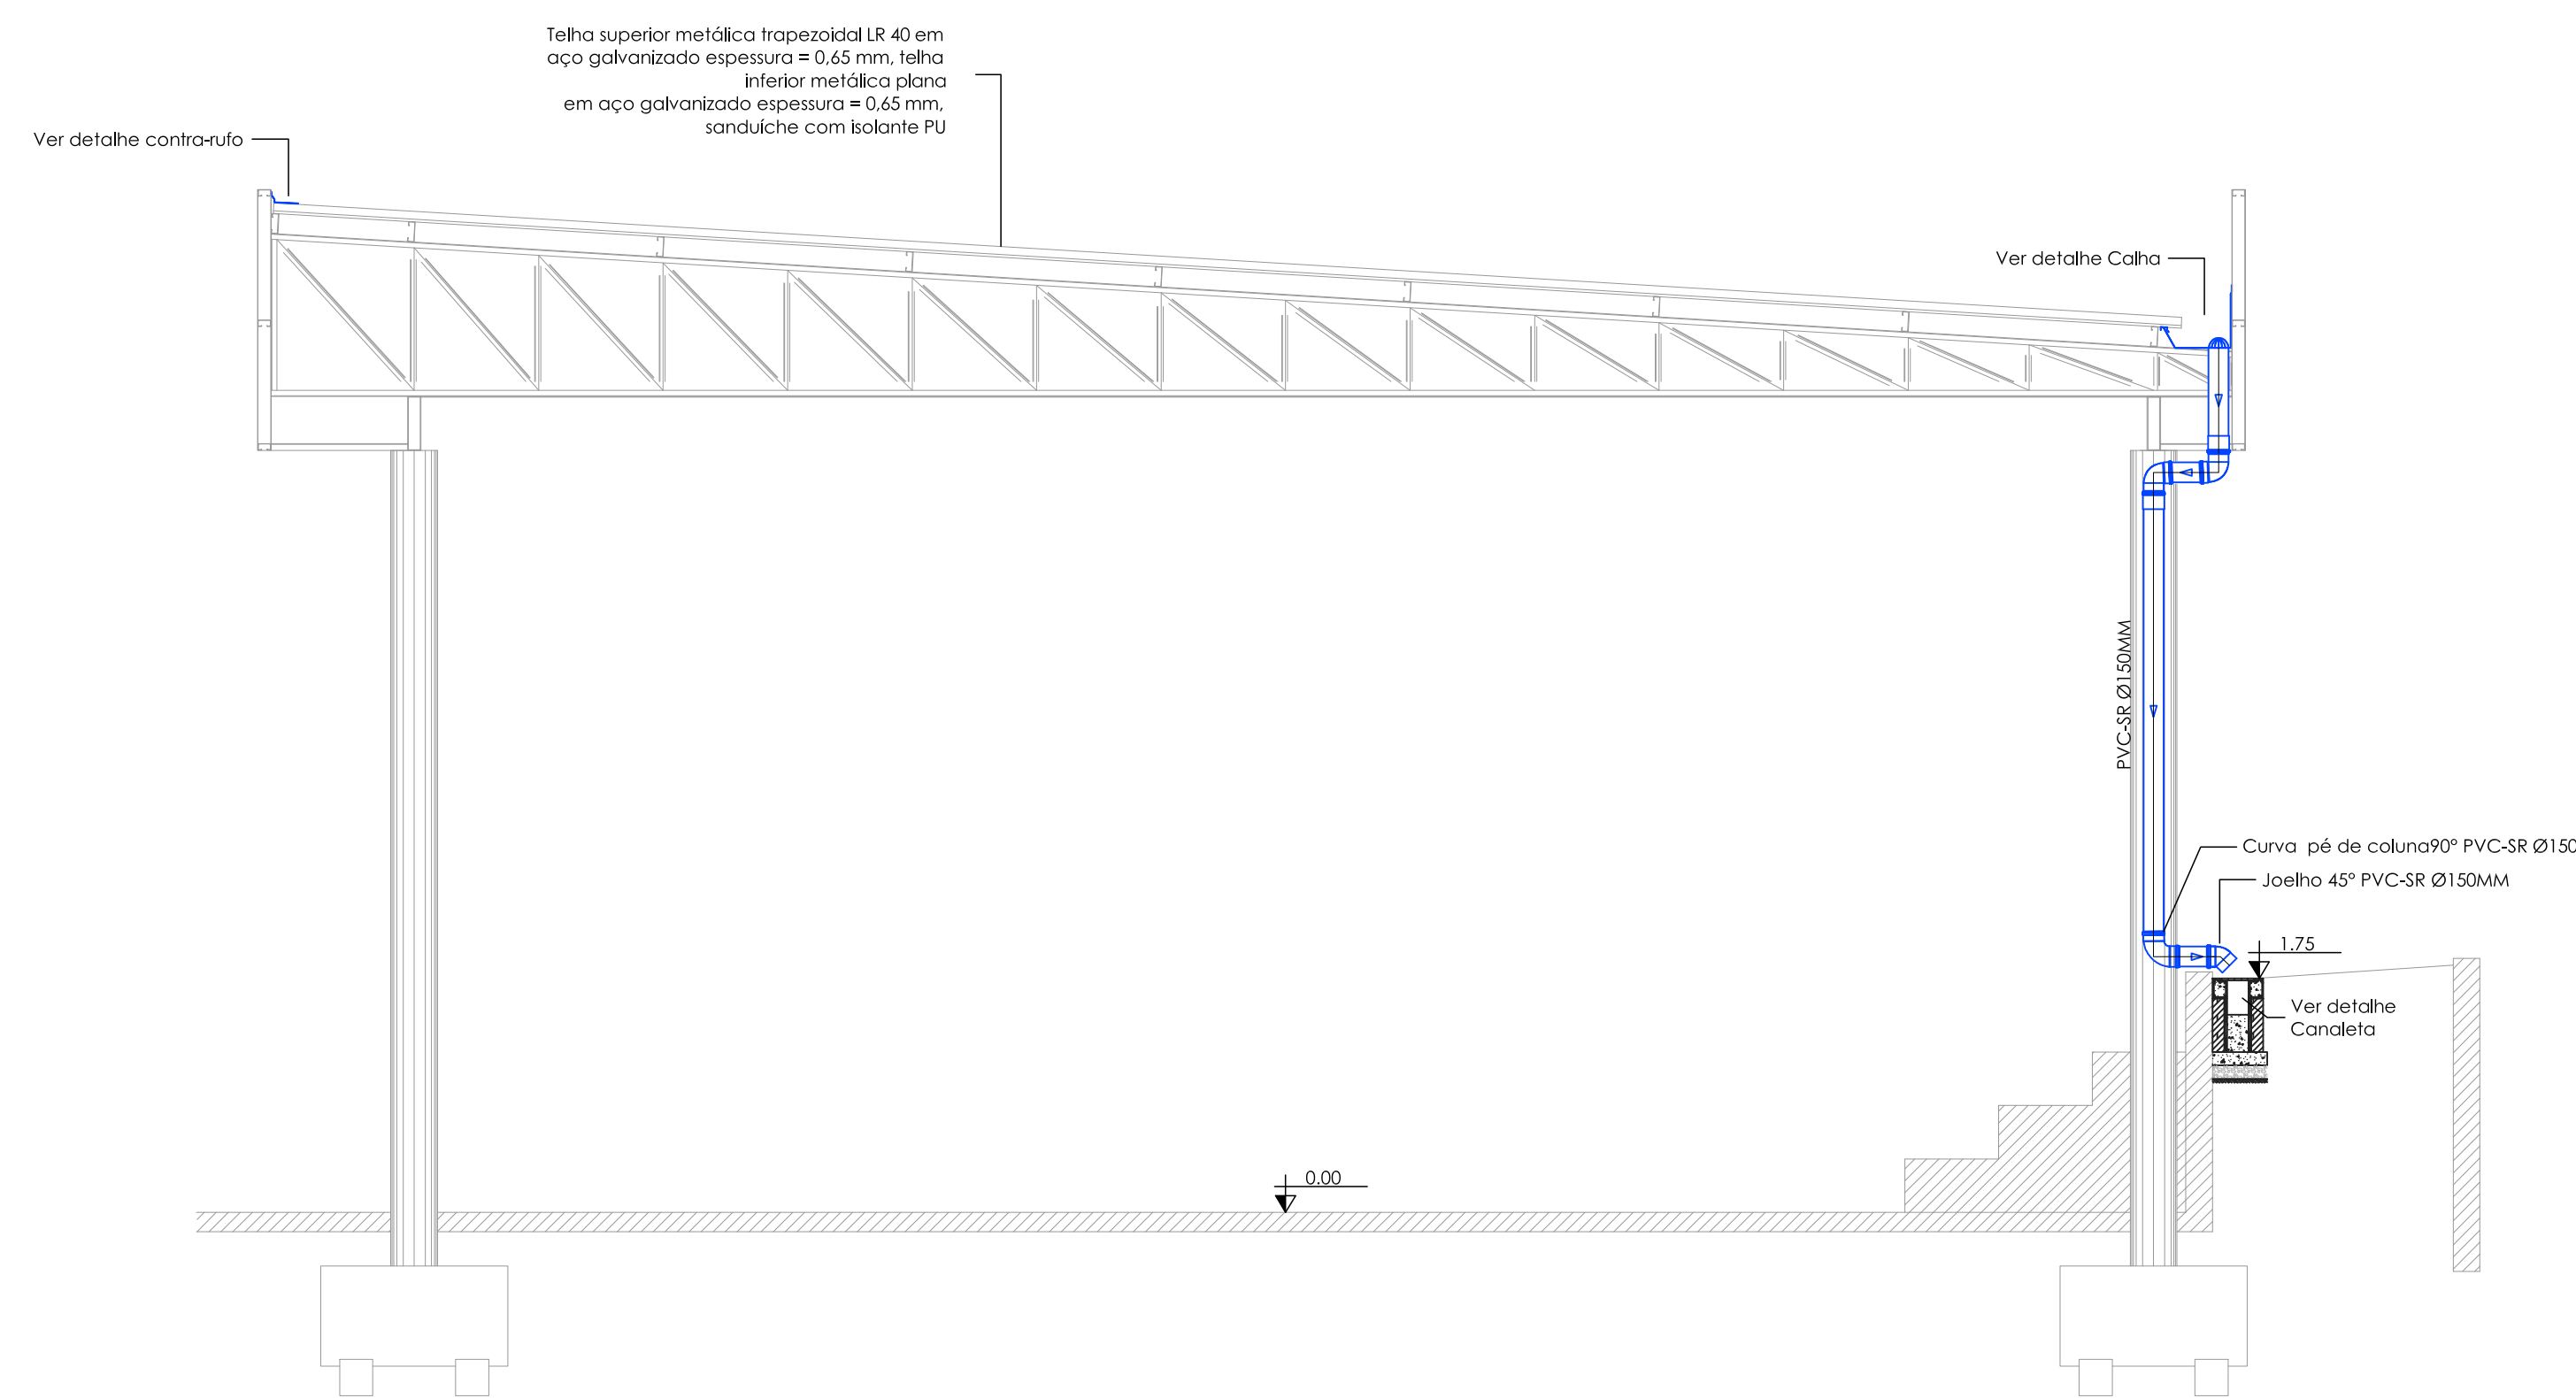 Telha superior metálica trapezoidal LR 40 em
aço galvanizado espessura = 0,65 mm, telha
inferior metálica plana
em aço galvanizado espessura = 0,65 mm,
sanduíche com isolante PU
Ver detalhe contra-rufo
Ver detalhe Calha
PVC-SR Ø150MM
Curva pé de coluna90° PVC-SR Ø150
Joelho 45° PVC-SR Ø150MM
1.75
Ver detalhe
Canaleta
0.00